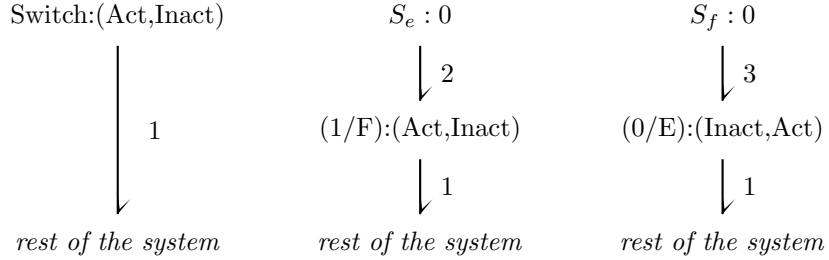 Switch:(Act,Inact) S_e : 0 S_f : 0
2 3
1 (1/F):(Act,Inact) (0/E):(Inact,Act)
1 1
rest of the system rest of the system rest of the system